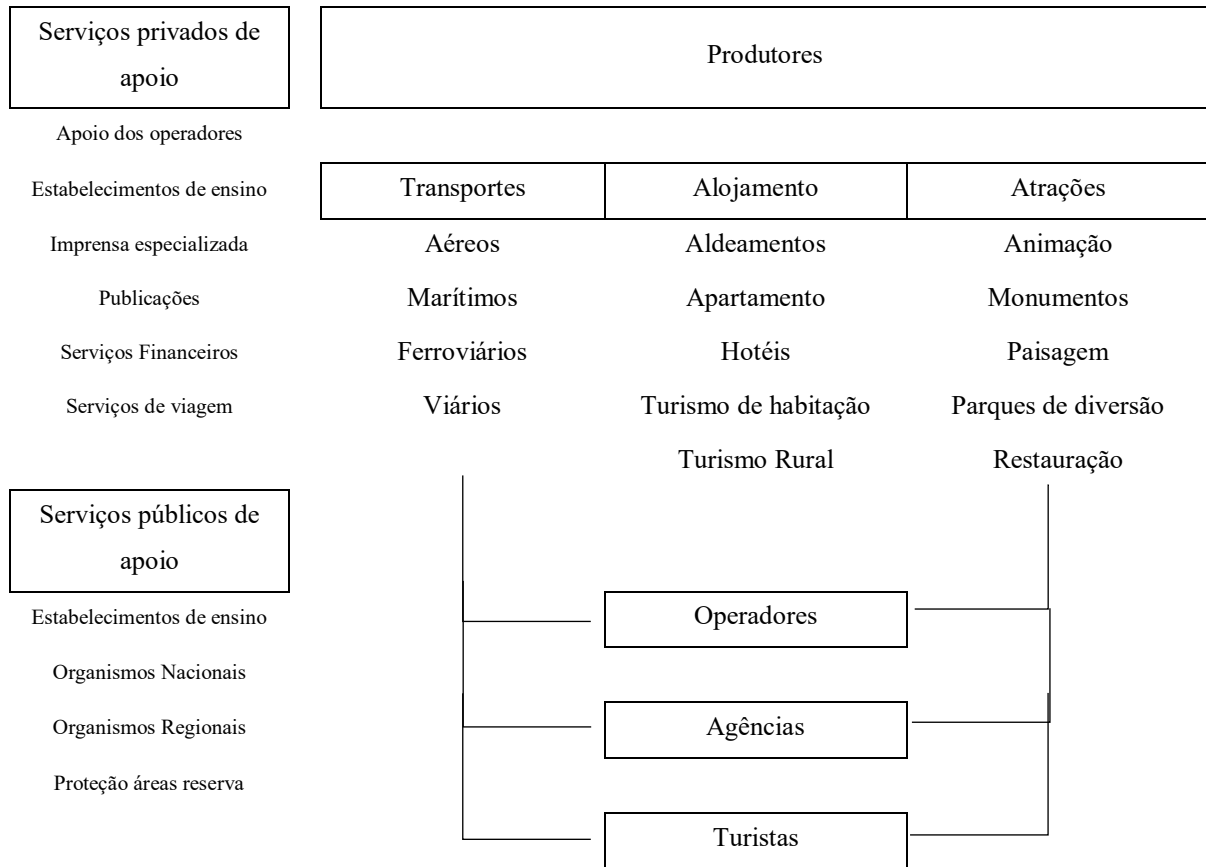 Serviços privados de
apoio
Produtores
Apoio dos operadores
Estabelecimentos de ensino
Transportes
Alojamento
Atrações
Imprensa especializada
Aéreos
Aldeamentos
Animação
Publicações
Marítimos
Apartamento
Monumentos
Serviços Financeiros
Ferroviários
Hotéis
Paisagem
Serviços de viagem
Viários
Turismo de habitação
Parques de diversão
Turismo Rural
Restauração
Serviços públicos de
apoio
Estabelecimentos de ensino
Operadores
Organismos Nacionais
Organismos Regionais
Agências
Proteção áreas reserva
Turistas